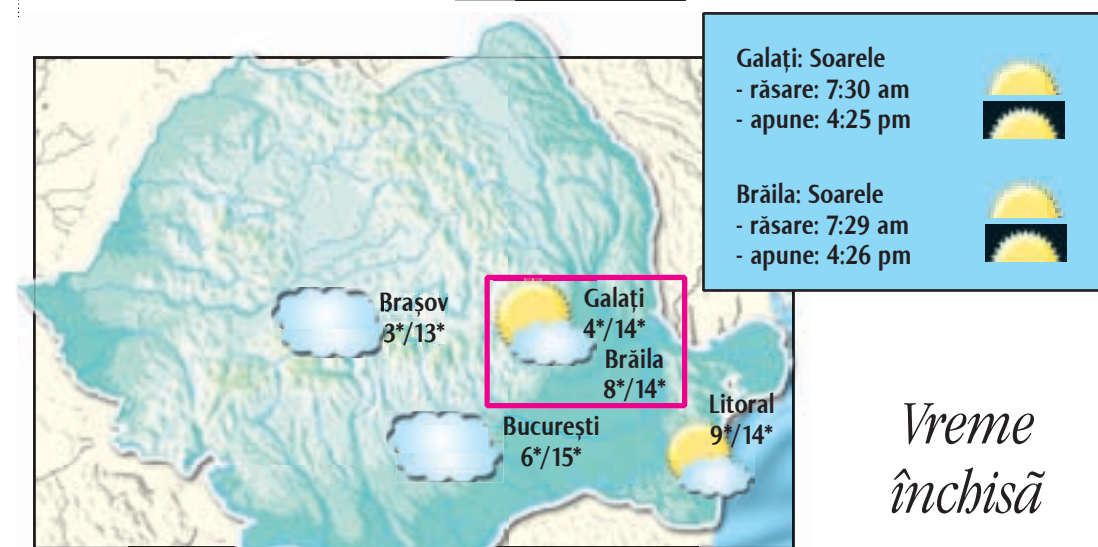 Galați: Soarele
- răsare: 7:30 am
- apune: 4:25 pm
Brăila: Soarele
- răsare: 7:29 am
- apune: 4:26 pm
Brașov
3*/13*
Galați
4*/14*
Brăila
8*/14*
București
6*/15*
Litoral
9*/14*
Vreme
închisã